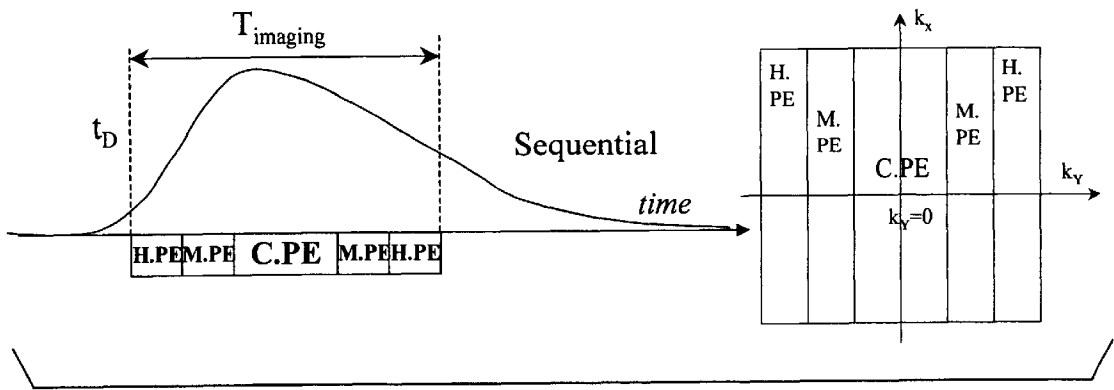 T_imaging
t_D
Sequential
time
H.PE M.PE C.PE M.PE H.PE
k_x
H.
PE
M.
PE
C.PE
M.
PE
H.
PE
k_Y
k_Y=0